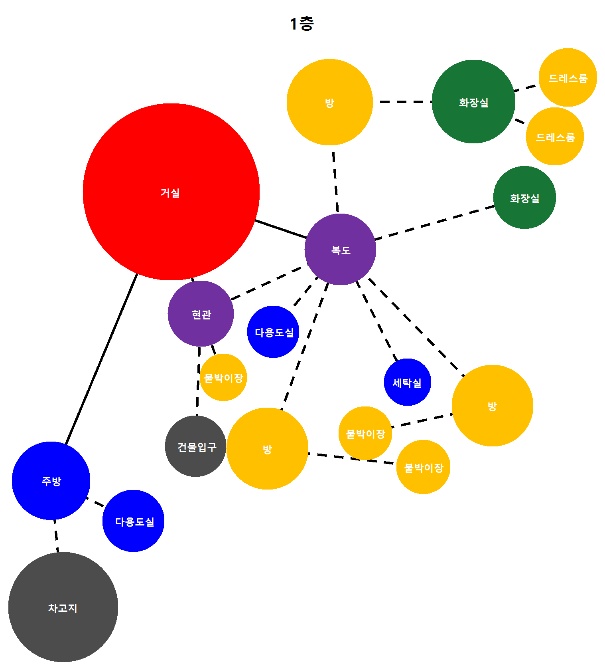 1층
드레스룸
방
화장실
드레스룸
거실
화장실
복도
현관
다용도실
붙박이장
세탁실
방
붙박이장
건물입구
방
붙박이장
주방
다용도실
차고지